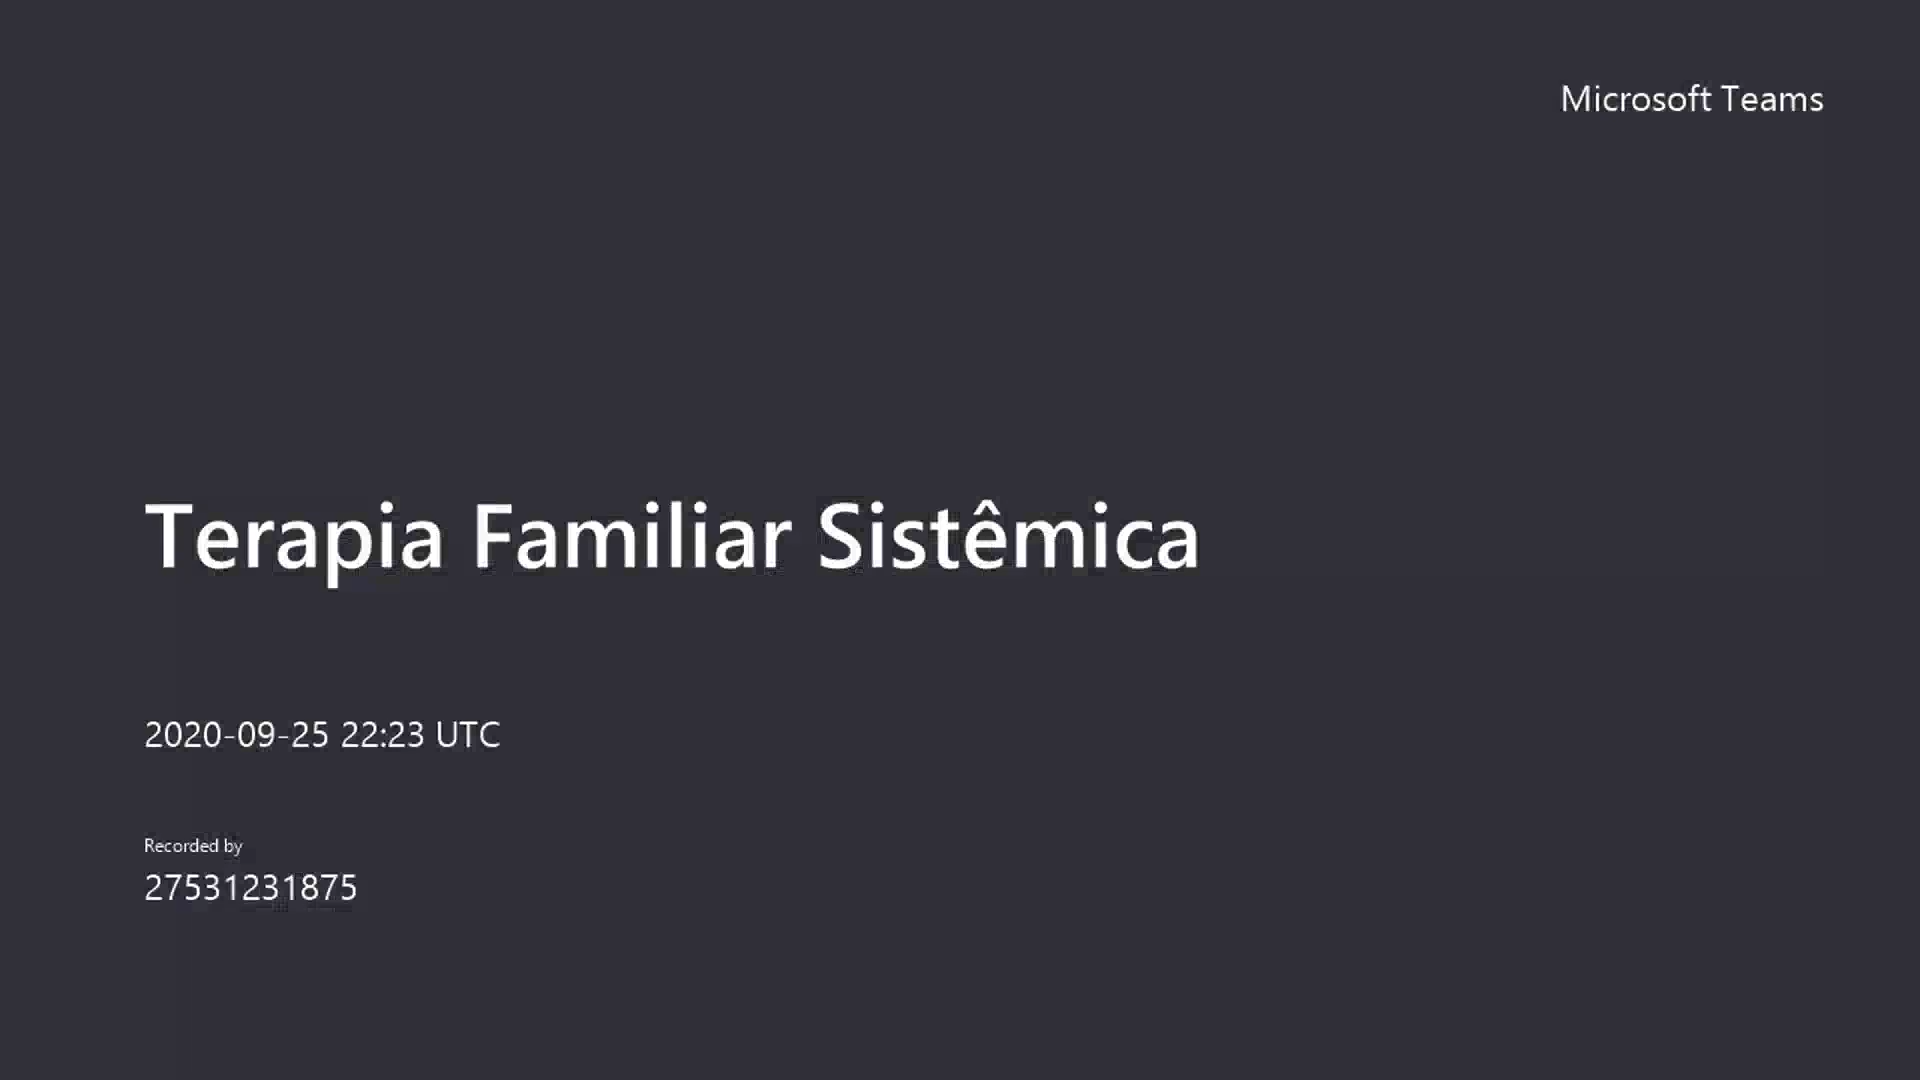 Microsoft Teams
Terapia Familiar Sistêmica
2020-09-25 22:23 UTC
Recorded by
27531231875